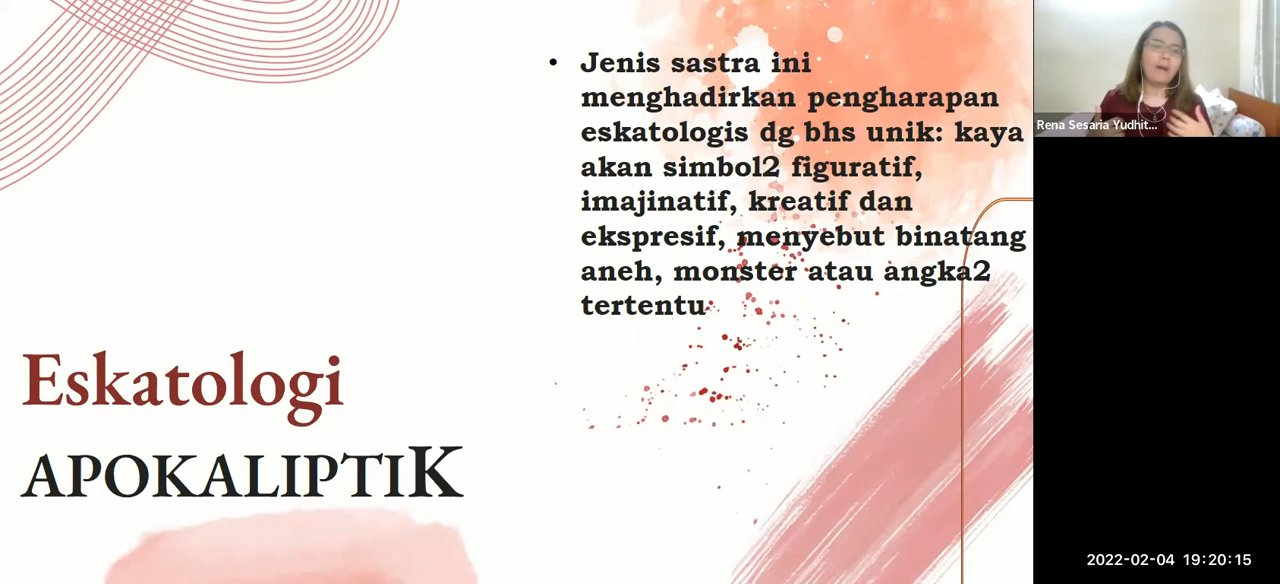 • Jenis sastra ini
menghadirkan pengharapan
eskatologis dg bhs unik: kaya
akan simbol2 figuratif,
imajinatif, kreatif dan
ekspresif, menyebut binatang
aneh, monster atau angka2
tertentu
Eskatologi
APOKALIPTIK
Rena Sesaria Yudhit...
2022-02-04 19:20:15